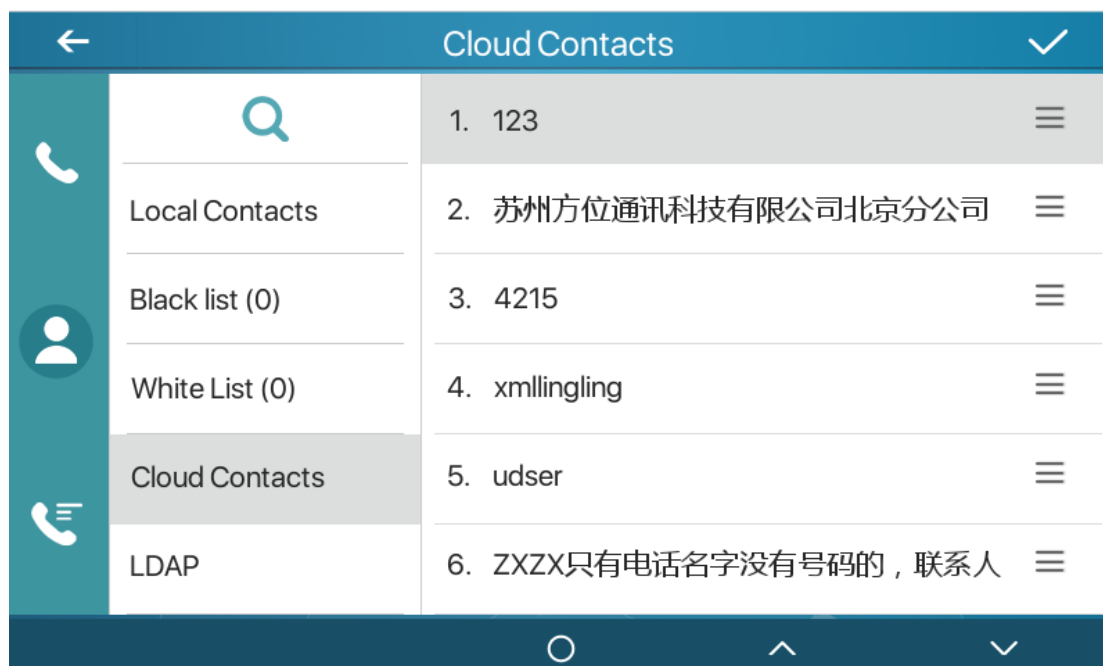 Cloud Contacts
Local Contacts
Black list (0)
White List (0)
Cloud Contacts
LDAP
1. 123
2. 苏州方位通讯科技有限公司北京分公司
3. 4215
4. xmllingling
5. udser
6. ZXZX只有电话名字没有号码的，联系人